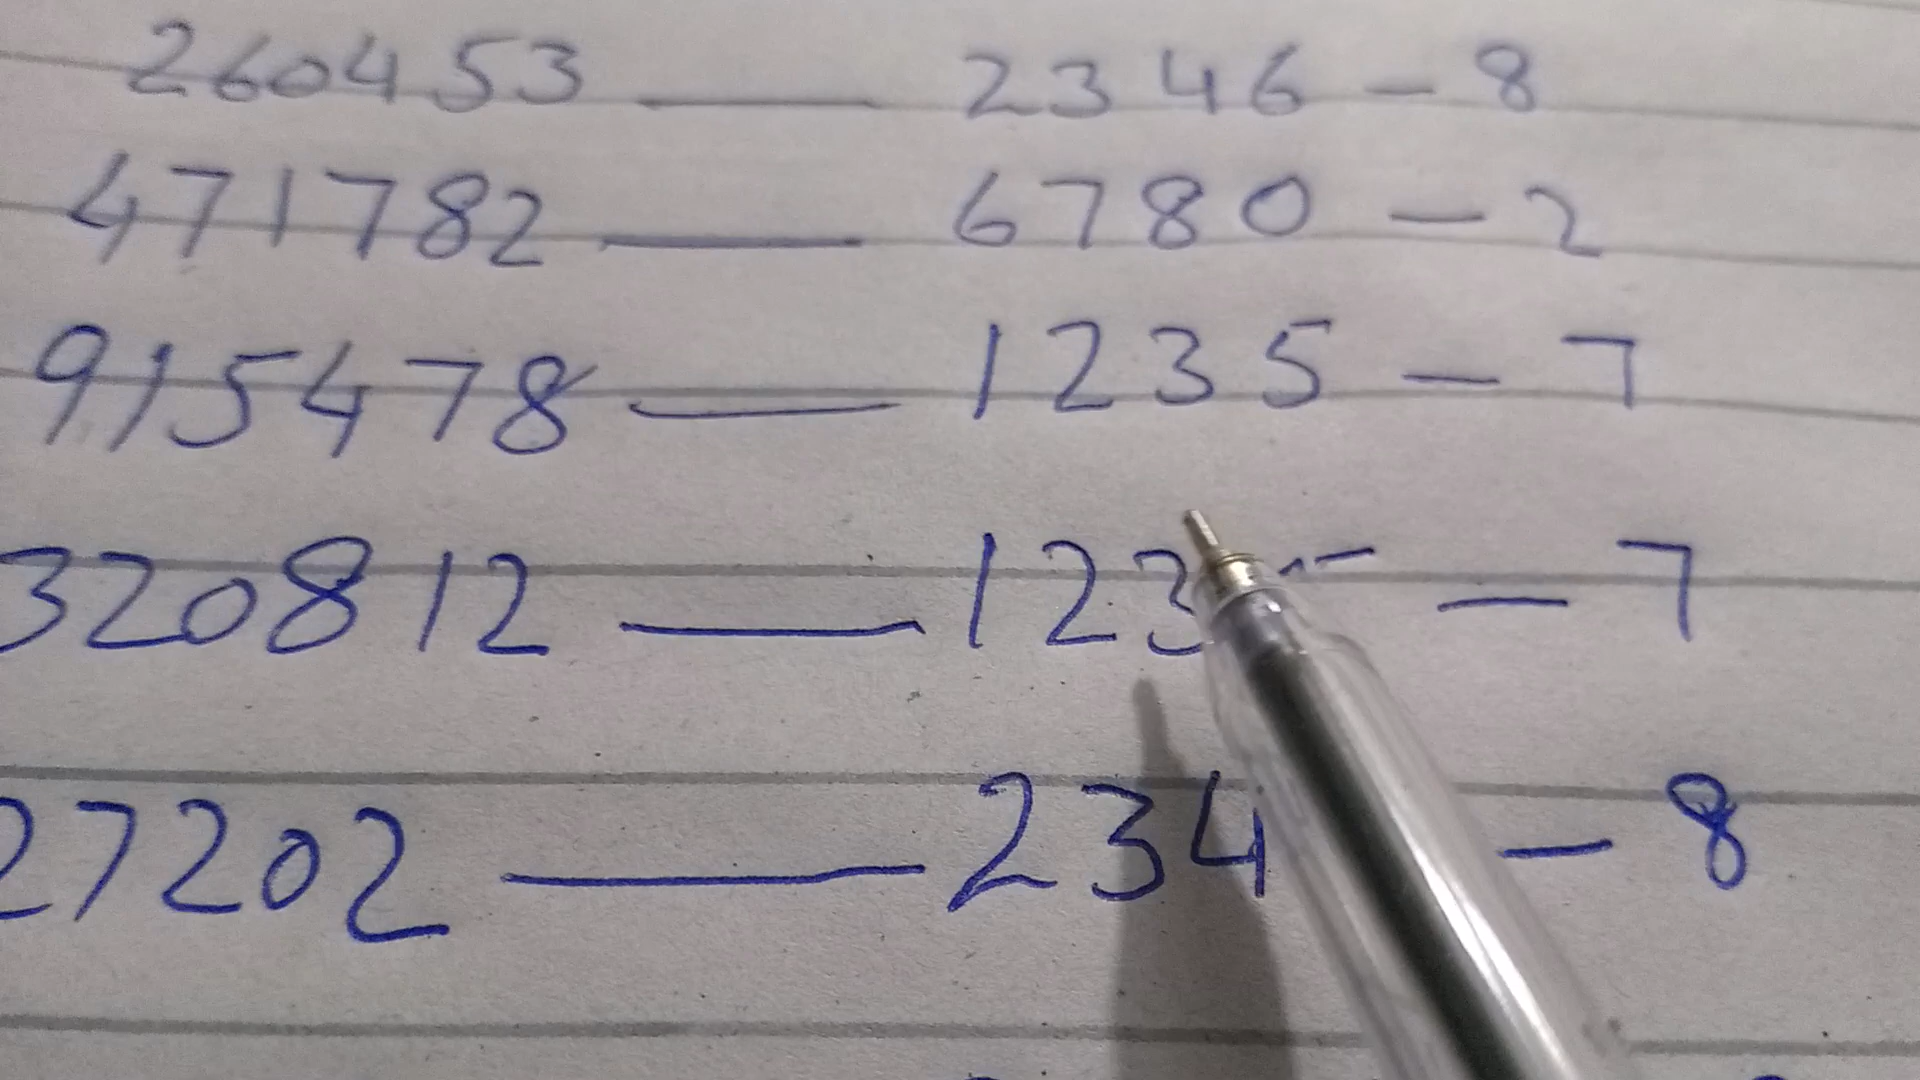 260453 — 2346 - 8
471782 — 6780 - 2
915478 — 1235 - 7
320812 — 123 - 7
27202 — 234 - 8